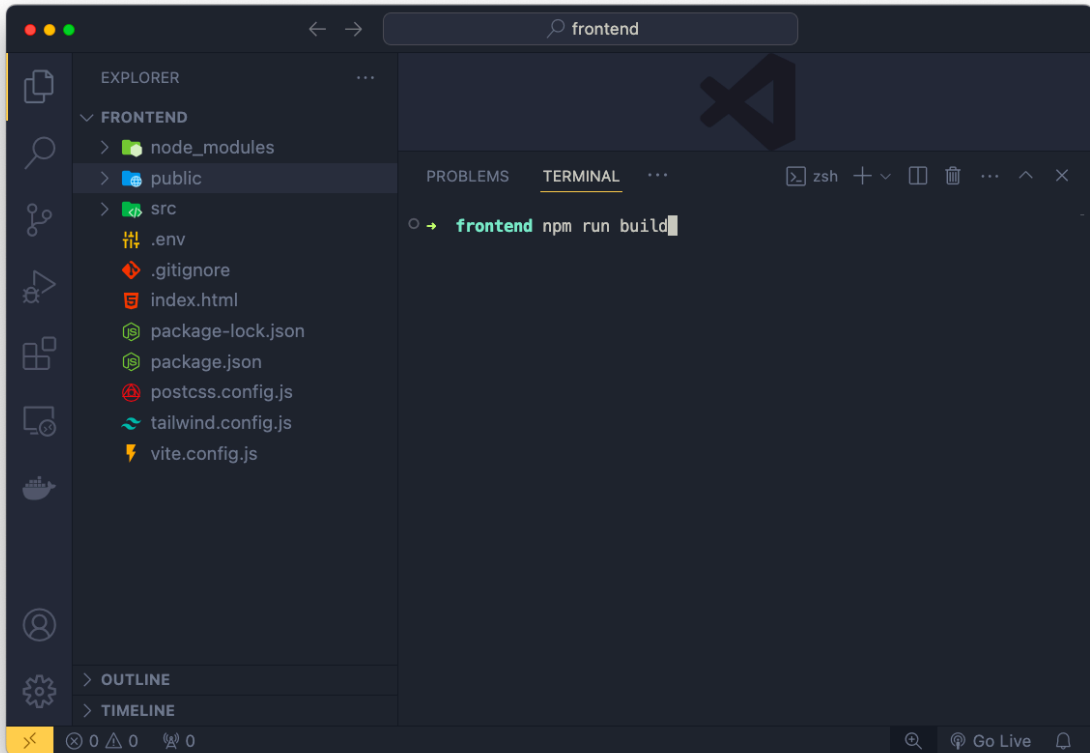 frontend
EXPLORER
FRONTEND
node_modules
public
src
.env
.gitignore
index.html
package-lock.json
package.json
postcss.config.js
tailwind.config.js
vite.config.js
OUTLINE
TIMELINE
PROBLEMS TERMINAL zsh
frontend npm run build
0 0 0 Go Live